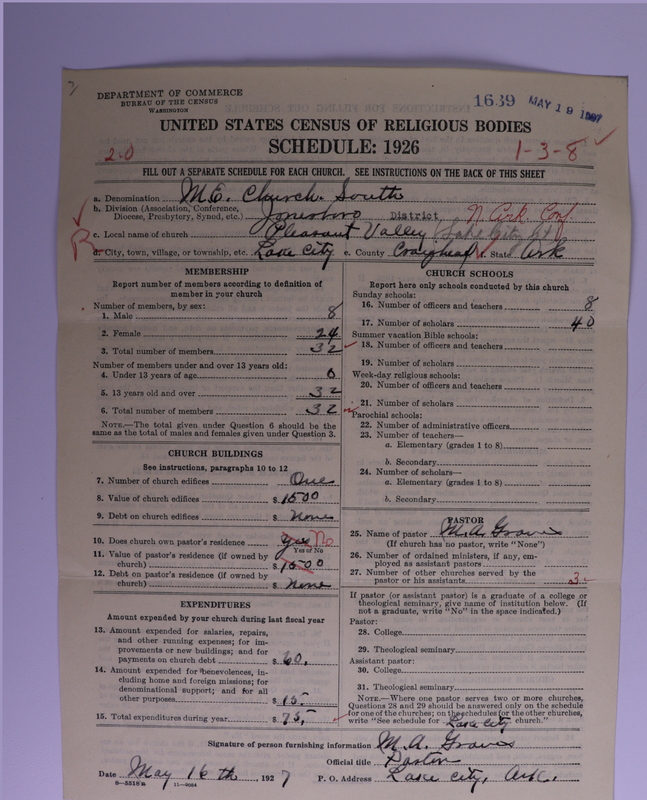 DEPARTMENT OF COMMERCE
BUREAU OF THE CENSUS
WASHINGTON
1639 MAY 19 1927
UNITED STATES CENSUS OF RELIGIOUS BODIES
SCHEDULE: 1926
2-0
1-3-8
FILL OUT A SEPARATE SCHEDULE FOR EACH CHURCH. SEE INSTRUCTIONS ON THE BACK OF THIS SHEET
a. Denomination M.E. Church. South
b. Division (Association, Conference, Diocese, Presbytery, Synod, etc.) Jonesboro District N. Ark. Conf.
c. Local name of church Pleasant Valley
R
d. City, town, village, or township, etc. Lake City e. County Craighead f. State Ark
MEMBERSHIP
Report number of members according to definition of
member in your church
Number of members, by sex:
1. Male 8
2. Female 24
3. Total number of members 32
Number of members under and over 13 years old:
4. Under 13 years of age 0
5. 13 years old and over 32
6. Total number of members 32
NOTE.—The total given under Question 6 should be the
same as the total of males and females given under Question 3.
CHURCH BUILDINGS
See instructions, paragraphs 10 to 12
7. Number of church edifices One
8. Value of church edifices $ 1500
9. Debt on church edifices $ None
10. Does church own pastor's residence? yes No
Yes or No
11. Value of pastor's residence (if owned by
church) $ 1500
12. Debt on pastor's residence (if owned by
church) $ None
EXPENDITURES
Amount expended by your church during last fiscal year
13. Amount expended for salaries, repairs,
and other running expenses; for im-
provements or new buildings; and for
payments on church debt $ 60.
14. Amount expended for benevolences, in-
cluding home and foreign missions; for
denominational support; and for all
other purposes $ 15.-
15. Total expenditures during year $ 75.-
CHURCH SCHOOLS
Report here only schools conducted by this church
Sunday schools:
16. Number of officers and teachers 8
17. Number of scholars 40
Summer vacation Bible schools:
18. Number of officers and teachers
19. Number of scholars
Week-day religious schools:
20. Number of officers and teachers
21. Number of scholars
Parochial schools:
22. Number of administrative officers
23. Number of teachers—
a. Elementary (grades 1 to 8)
b. Secondary
24. Number of scholars—
a. Elementary (grades 1 to 8)
b. Secondary
PASTOR
25. Name of pastor M. A. Graves
(If church has no pastor, write "None")
26. Number of ordained ministers, if any, em-
ployed as assistant pastors
27. Number of other churches served by the
pastor or his assistants 3-
If pastor (or assistant pastor) is a graduate of a college or
theological seminary, give name of institution below. (If
not a graduate, write "No" in the space indicated.)
Pastor:
28. College
29. Theological seminary
Assistant pastor:
30. College
31. Theological seminary
NOTE.—Where one pastor serves two or more churches,
Questions 28 and 29 should be answered only on the schedule
for one of the churches; on the schedules for the other churches,
write "See schedule for Lake City church."
Signature of person furnishing information M. A. Graves
Official title Pastor
Date May 16th, 1927 P. O. Address Lake City, Ark.
8-5318a 11-9084